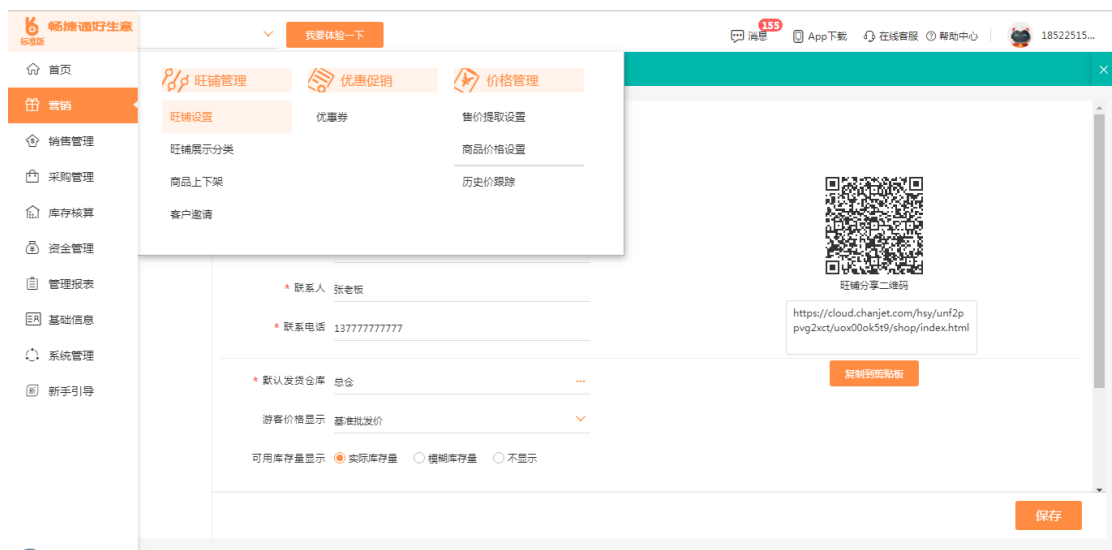 畅捷通好生意
标准版
我要体验一下
消息
155
App下载
在线客服
帮助中心
18522515...
首页
营销
销售管理
采购管理
库存核算
资金管理
管理报表
基础信息
系统管理
新手引导
旺铺管理
优惠促销
价格管理
旺铺设置
优惠券
售价提取设置
旺铺展示分类
商品价格设置
商品上下架
历史价跟踪
客户邀请
旺铺分享二维码
* 联系人 张老板
* 联系电话 137777777777
https://cloud.chanjet.com/hsy/unf2p
pvg2xct/uox00ok5t9/shop/index.html
复制到剪贴板
* 默认发货仓库 总仓 ...
游客价格显示 基准批发价
可用库存量显示 实际库存量 模糊库存量 不显示
保存